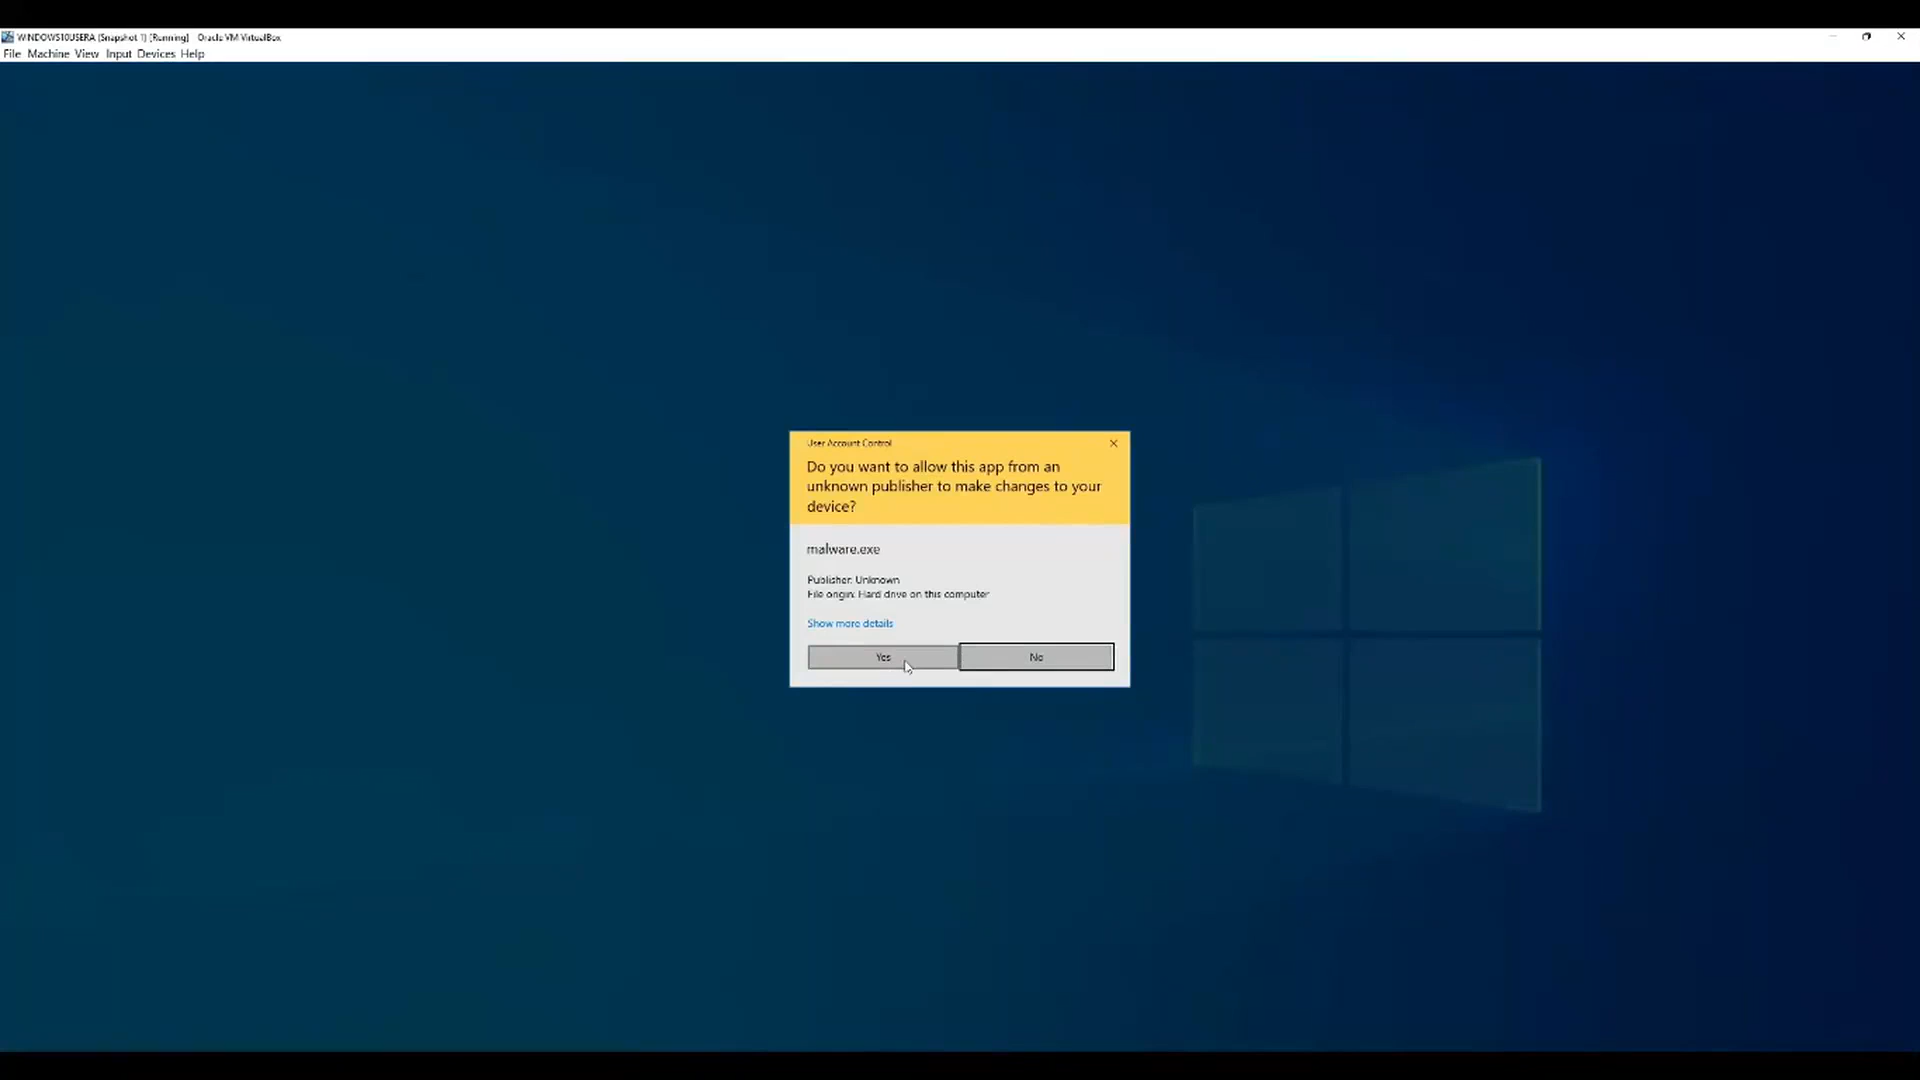 WINDOWS10USERA (Snapshot 1) [Running] - Oracle VM VirtualBox
File Machine View Input Devices Help
User Account Control
Do you want to allow this app from an
unknown publisher to make changes to your
device?
malware.exe
Publisher: Unknown
File origin: Hard drive on this computer
Show more details
Yes No